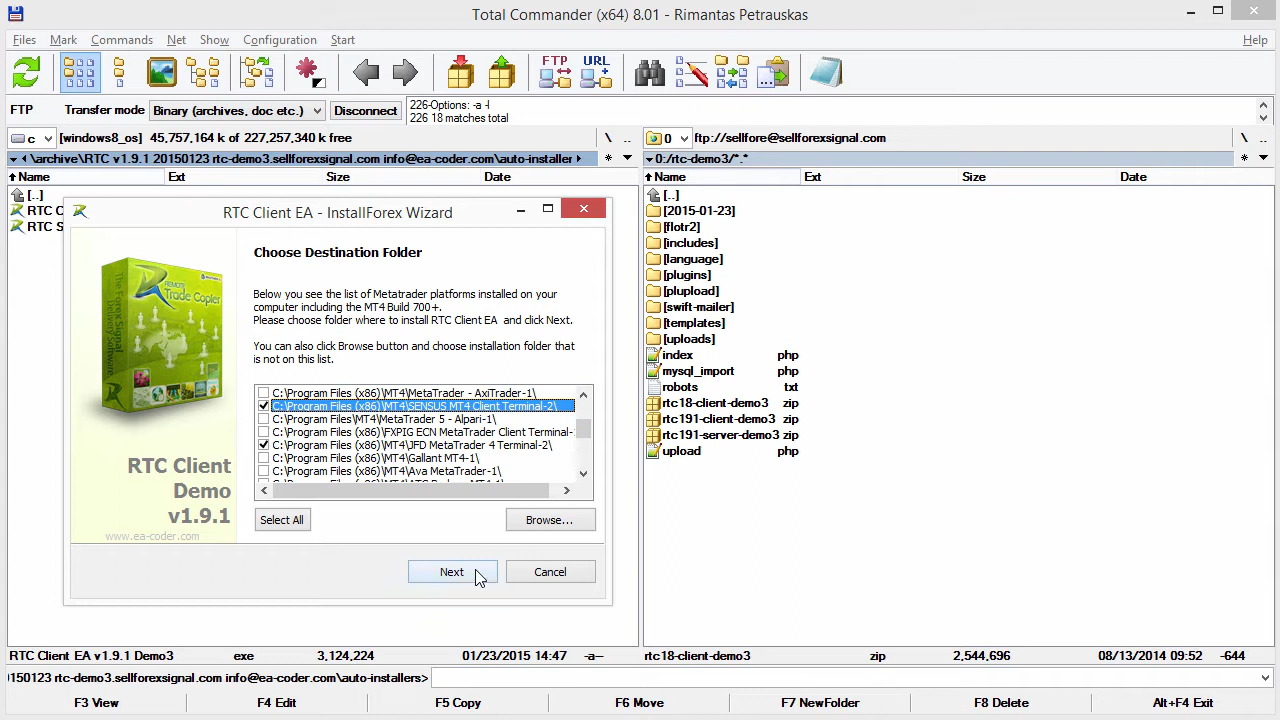 Total Commander (x64) 8.01 - Rimantas Petrauskas
Files Mark Commands Net Show Configuration Start Help
FTP URL
FTP Transfer mode Binary (archives, doc etc.) Disconnect
226-Options: -a -l
226 18 matches total
c [windows8_os] 45,757,164 k of 227,257,340 k free \ ..
0 ftp://sellfore@sellforexsignal.com \ ..
\archive\RTC v1.9.1 20150123 rtc-demo3.sellforexsignal.com info@ea-coder.com\auto-installer *
0:/rtc-demo3/*.* *
Name Ext Size Date
Name Ext Size Date
[..]
RTC C
RTC S
RTC Client EA - InstallForex Wizard
Choose Destination Folder
Below you see the list of Metatrader platforms installed on your
computer including the MT4 Build 700+.
Please choose folder where to install RTC Client EA and click Next.
You can also click Browse button and choose installation folder that
is not on this list.
C:\Program Files (x86)\MT4\MetaTrader - AxiTrader-1\
C:\Program Files (x86)\MT4\SENSUS MT4 Client Terminal-2\
C:\Program Files\MT4\MetaTrader 5 - Alpari-1\
C:\Program Files (x86)\MT4\FXPIG ECN MetaTrader Client Terminal-
C:\Program Files (x86)\MT4\JFD MetaTrader 4 Terminal-2\
C:\Program Files (x86)\MT4\Gallant MT4-1\
C:\Program Files (x86)\MT4\Ava MetaTrader-1\
Select All Browse...
Next Cancel
REMOTE
Trade Copier
The Forex Signal
Delivery Software
RTC Client
Demo
v1.9.1
www.ea-coder.com
[..]
[2015-01-23]
[flotr2]
[includes]
[language]
[plugins]
[plupload]
[swift-mailer]
[templates]
[uploads]
index php
mysql_import php
robots txt
rtc18-client-demo3 zip
rtc191-client-demo3 zip
rtc191-server-demo3 zip
upload php
RTC Client EA v1.9.1 Demo3 exe 3,124,224 01/23/2015 14:47 -a--
rtc18-client-demo3 zip 2,544,696 08/13/2014 09:52 -644
)150123 rtc-demo3.sellforexsignal.com info@ea-coder.com\auto-installers>
F3 View F4 Edit F5 Copy F6 Move F7 NewFolder F8 Delete Alt+F4 Exit